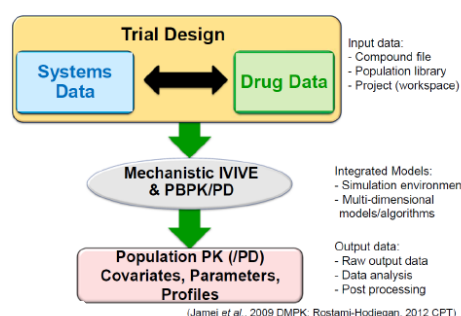 Trial Design
Systems
Data
Drug Data
Input data:
- Compound file
- Population library
- Project (workspace)
Mechanistic IVIVE
& PBPK/PD
Integrated Models:
- Simulation environmen
- Multi-dimensional
models/algorithms
Population PK (/PD)
Covariates, Parameters,
Profiles
Output data:
- Raw output data
- Data analysis
- Post processing
(Jamei et al., 2009 DMPK; Rostami-Hodjegan, 2012 CPT)